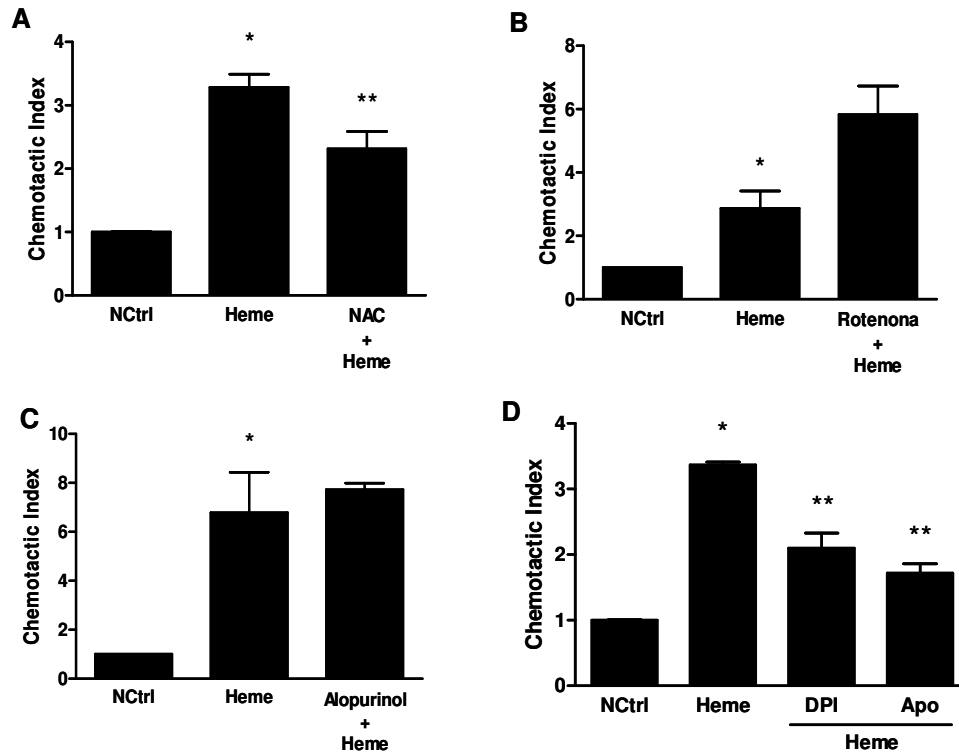 A
Chemotactic Index
4
3
2
1
0
*
**
NCtrl
Heme
NAC
+
Heme
B
Chemotactic Index
8
6
4
2
0
*
NCtrl
Heme
Rotenona
+
Heme
C
Chemotactic Index
10
8
6
4
2
0
*
NCtrl
Heme
Alopurinol
+
Heme
D
Chemotactic Index
4
3
2
1
0
*
**
**
NCtrl
Heme
DPI
Apo
Heme